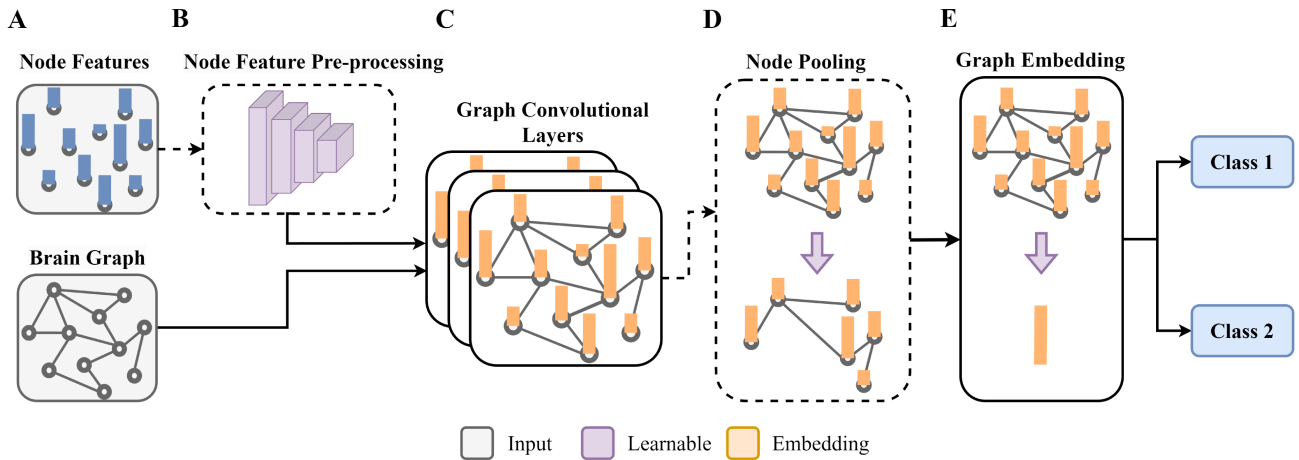 A
B
C
D
E
Node Features
Node Feature Pre-processing
Graph Convolutional
Layers
Node Pooling
Graph Embedding
Brain Graph
Class 1
Class 2
Input
Learnable
Embedding